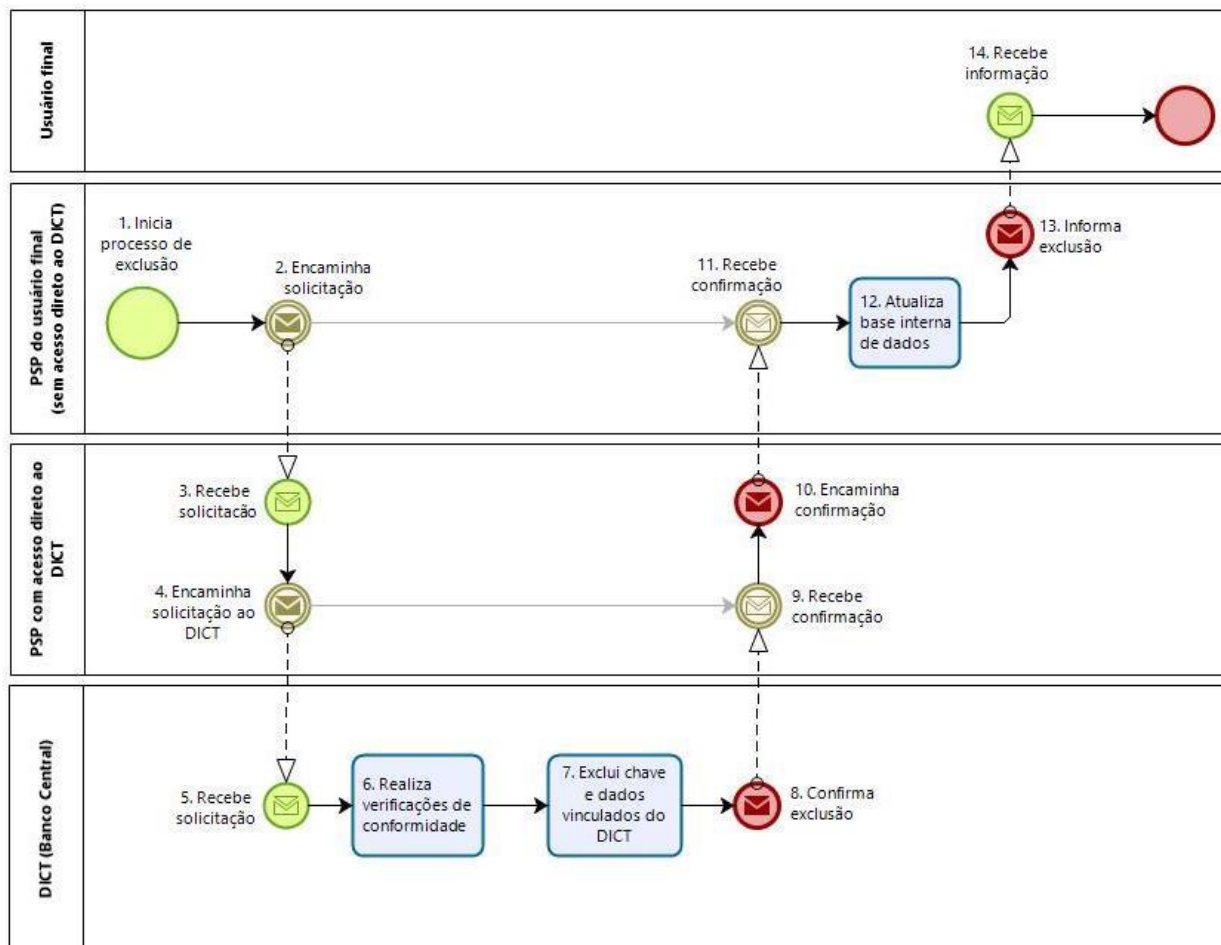 Usuário final
14. Recebe
informação
PSP do usuário final
(sem acesso direto ao DICT)
1. Inicia
processo de
exclusão
2. Encaminha
solicitação
11. Recebe
confirmação
12. Atualiza
base interna
de dados
13. Informa
exclusão
PSP com acesso direto ao
DICT
3. Recebe
solicitacão
10. Encaminha
confirmação
4. Encaminha
solicitação ao
DICT
9. Recebe
confirmação
DICT (Banco Central)
5. Recebe
solicitação
6. Realiza
verificações de
conformidade
7. Exclui chave
e dados
vinculados do
DICT
8. Confirma
exclusão